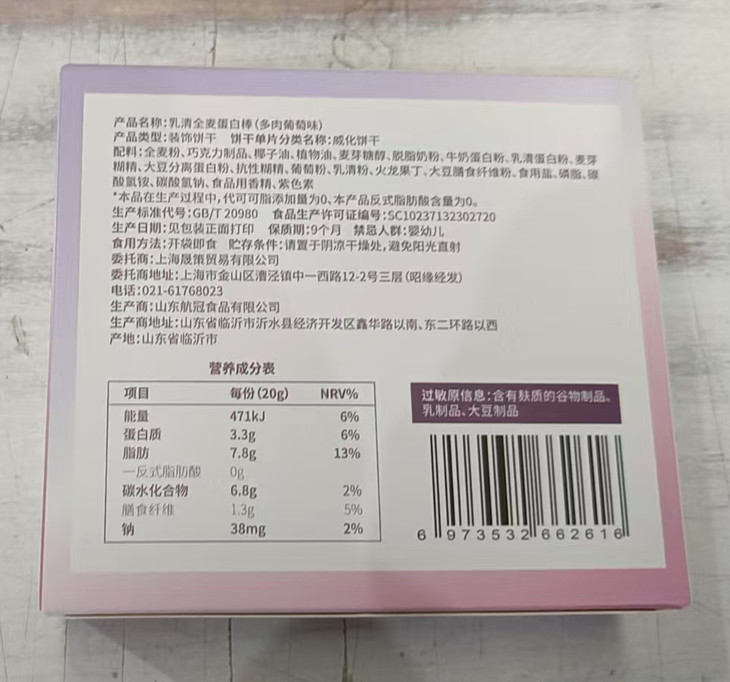 产品名称:乳清全麦蛋白棒(多肉葡萄味)
产品类型:装饰饼干 饼干单片分类名称:威化饼干
配料:全麦粉、巧克力制品、椰子油、植物油、麦芽糖醇、脱脂奶粉、牛奶蛋白粉、乳清蛋白粉、麦芽
糊精、大豆分离蛋白粉、抗性糊精、葡萄粉、乳清粉、火龙果丁、大豆膳食纤维粉、食用盐、磷脂、碳
酸氢铵、碳酸氢钠、食品用香精、紫色素
*本品在生产过程中,代可可脂添加量为0、本产品反式脂肪酸含量为0。
生产标准代号:GB/T 20980 食品生产许可证编号:SC10237132302720
生产日期:见包装正面打印 保质期:9个月 禁忌人群:婴幼儿
食用方法:开袋即食 贮存条件:请置于阴凉干燥处,避免阳光直射
委托商:上海晟策贸易有限公司
委托商地址:上海市金山区漕泾镇中一西路12-2号三层(昭缘经发)
电话:021-61768023
生产商:山东航冠食品有限公司
生产商地址:山东省临沂市沂水县经济开发区鑫华路以南、东二环路以西
产地:山东省临沂市
营养成分表
项目 每份(20g) NRV%
能量 471kJ 6%
蛋白质 3.3g 6%
脂肪 7.8g 13%
—反式脂肪酸 0g
碳水化合物 6.8g 2%
膳食纤维 1.3g 5%
钠 38mg 2%
过敏原信息:含有麸质的谷物制品、
乳制品、大豆制品
6 973532 662616